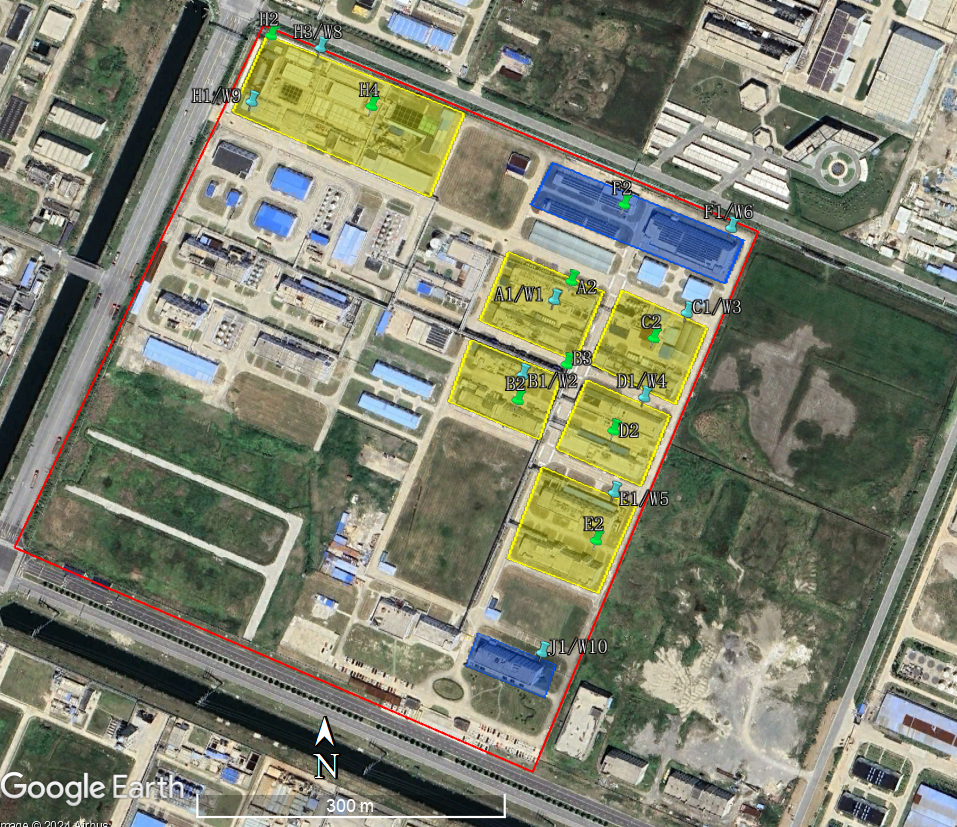 H2
H3/W8
H1/W9
H4
F2
F1/W6
A2
A1/W1
C1/W3
C2
B3
B1/W2
B2
D1/W4
D2
E1/W5
E2
J1/W10
N
Google Earth
300 m
Image © 2024 Airbus